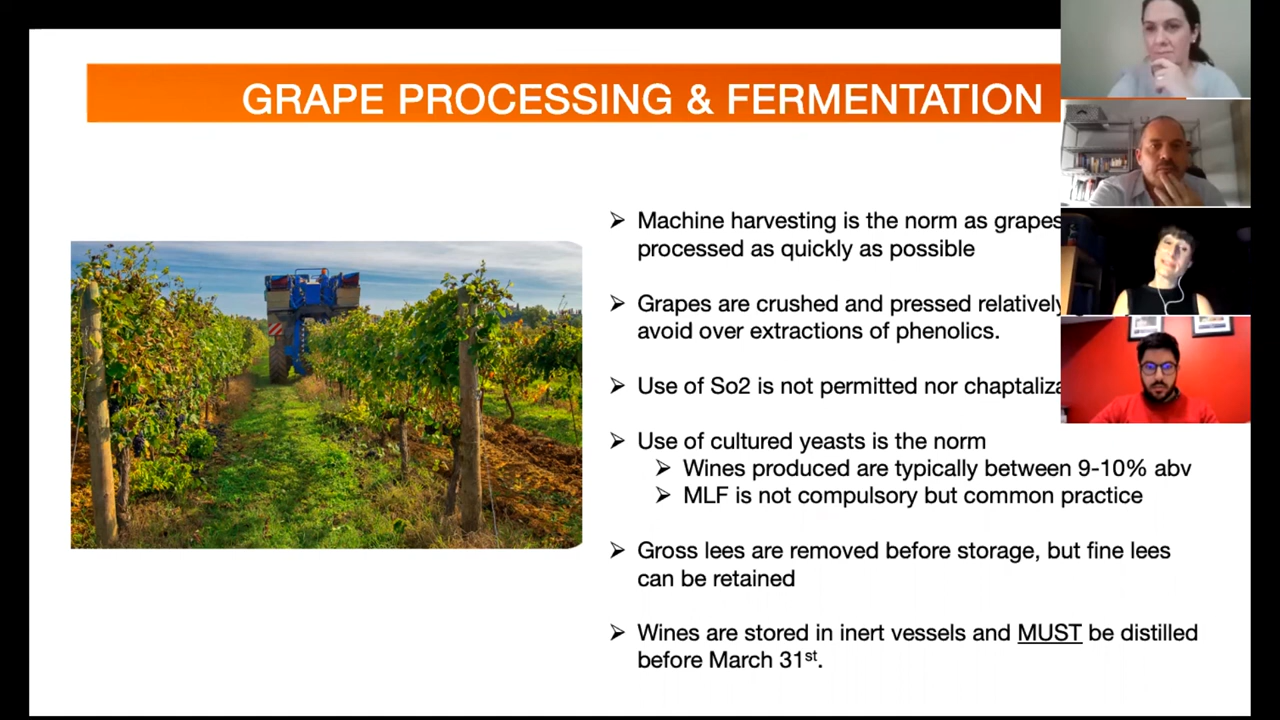 GRAPE PROCESSING & FERMENTATION
➢ Machine harvesting is the norm as grapes
processed as quickly as possible
➢ Grapes are crushed and pressed relatively
avoid over extractions of phenolics.
➢ Use of So2 is not permitted nor chaptaliza
➢ Use of cultured yeasts is the norm
➢ Wines produced are typically between 9-10% abv
➢ MLF is not compulsory but common practice
➢ Gross lees are removed before storage, but fine lees
can be retained
➢ Wines are stored in inert vessels and MUST be distilled
before March 31st.